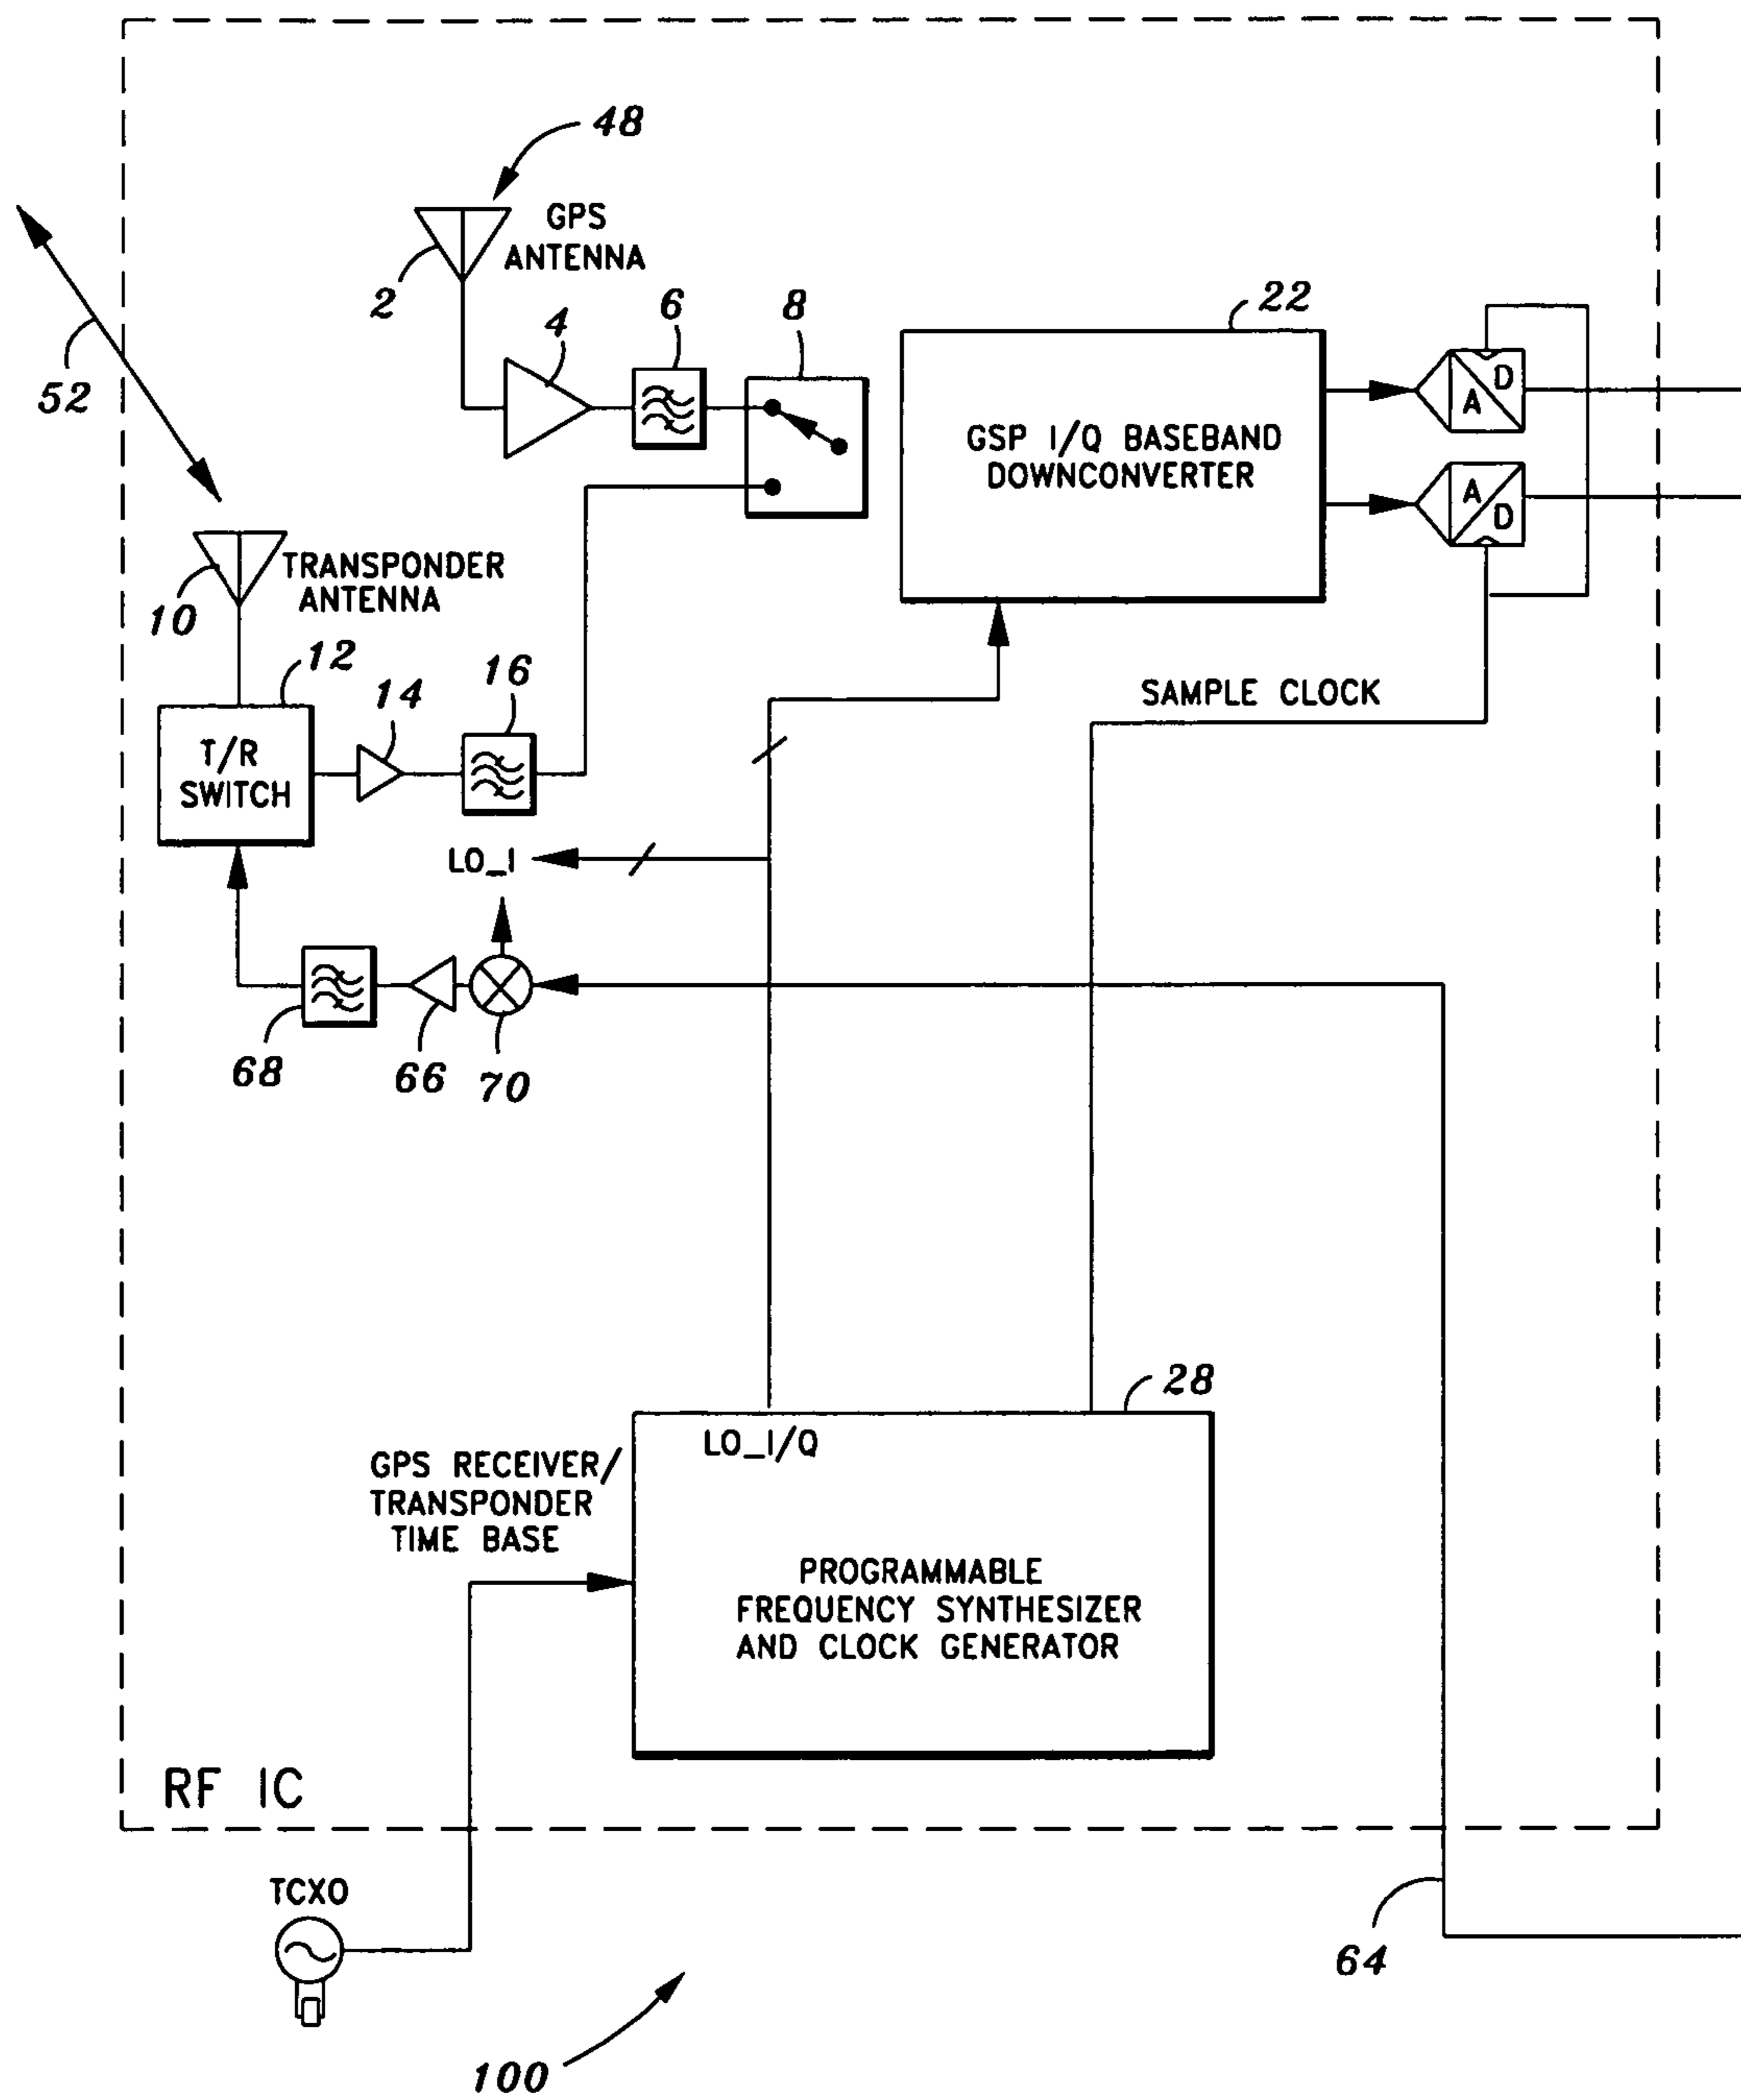 48
GPS
ANTENNA
2
4
6
8
22
52
GSP I/Q BASEBAND
DOWNCONVERTER
A
D
A
D
10
TRANSPONDER
ANTENNA
12
14
16
T/R
SWITCH
SAMPLE CLOCK
LO_I
68
66
70
28
LO_I/Q
GPS RECEIVER/
TRANSPONDER
TIME BASE
PROGRAMMABLE
FREQUENCY SYNTHESIZER
AND CLOCK GENERATOR
RF IC
TCXO
64
100